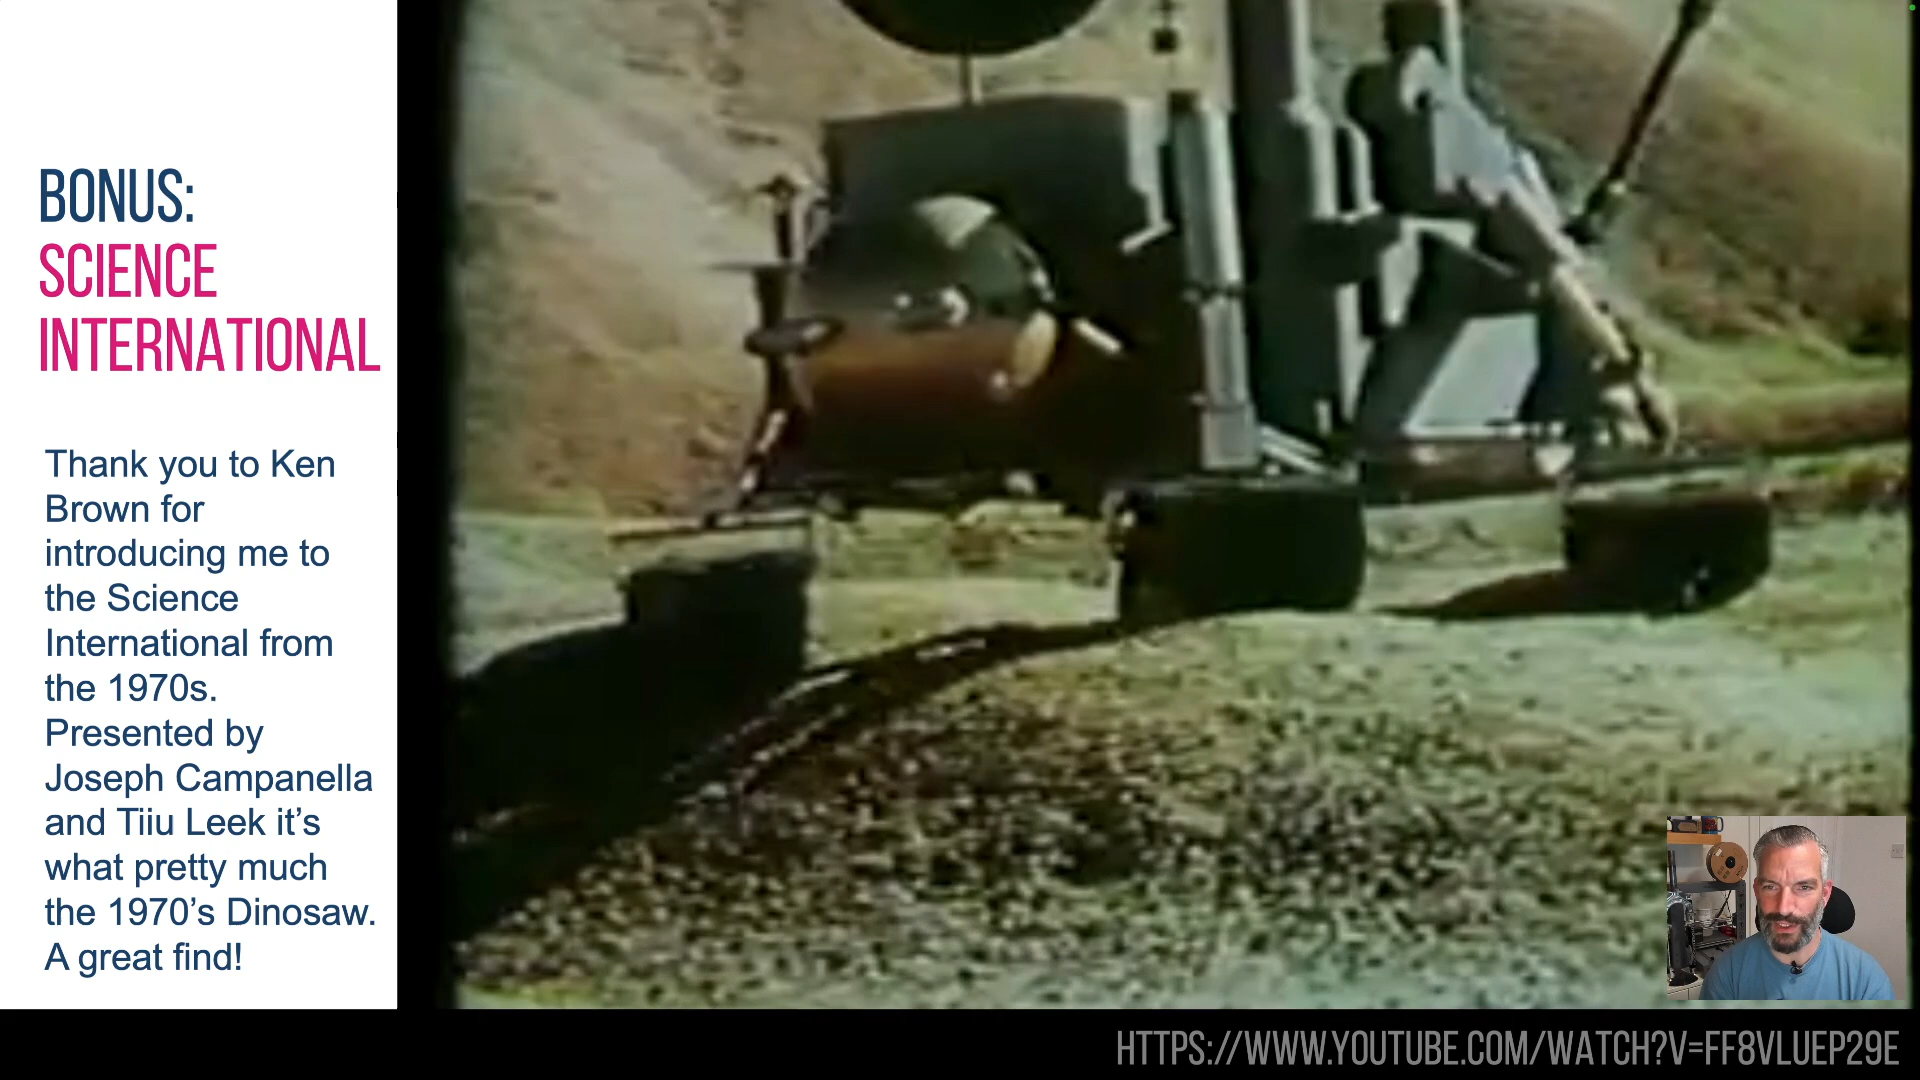 BONUS:
SCIENCE
INTERNATIONAL
Thank you to Ken
Brown for
introducing me to
the Science
International from
the 1970s.
Presented by
Joseph Campanella
and Tiiu Leek it’s
what pretty much
the 1970’s Dinosaw.
A great find!
HTTPS://WWW.YOUTUBE.COM/WATCH?V=FF8VLUEP29E